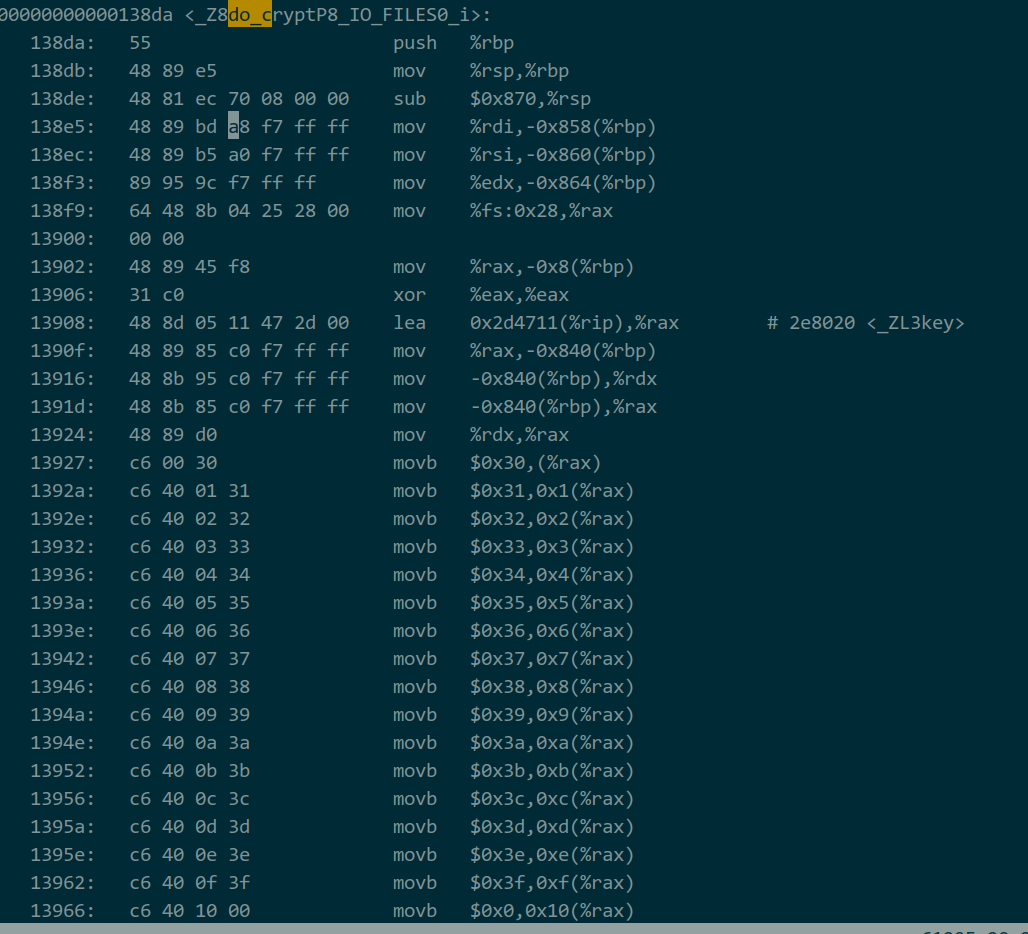 00000000000138da <_Z8do_cryptP8_IO_FILES0_i>:
138da: 55 push %rbp
138db: 48 89 e5 mov %rsp,%rbp
138de: 48 81 ec 70 08 00 00 sub $0x870,%rsp
138e5: 48 89 bd a8 f7 ff ff mov %rdi,-0x858(%rbp)
138ec: 48 89 b5 a0 f7 ff ff mov %rsi,-0x860(%rbp)
138f3: 89 95 9c f7 ff ff mov %edx,-0x864(%rbp)
138f9: 64 48 8b 04 25 28 00 mov %fs:0x28,%rax
13900: 00 00
13902: 48 89 45 f8 mov %rax,-0x8(%rbp)
13906: 31 c0 xor %eax,%eax
13908: 48 8d 05 11 47 2d 00 lea 0x2d4711(%rip),%rax # 2e8020 <_ZL3key>
1390f: 48 89 85 c0 f7 ff ff mov %rax,-0x840(%rbp)
13916: 48 8b 95 c0 f7 ff ff mov -0x840(%rbp),%rdx
1391d: 48 8b 85 c0 f7 ff ff mov -0x840(%rbp),%rax
13924: 48 89 d0 mov %rdx,%rax
13927: c6 00 30 movb $0x30,(%rax)
1392a: c6 40 01 31 movb $0x31,0x1(%rax)
1392e: c6 40 02 32 movb $0x32,0x2(%rax)
13932: c6 40 03 33 movb $0x33,0x3(%rax)
13936: c6 40 04 34 movb $0x34,0x4(%rax)
1393a: c6 40 05 35 movb $0x35,0x5(%rax)
1393e: c6 40 06 36 movb $0x36,0x6(%rax)
13942: c6 40 07 37 movb $0x37,0x7(%rax)
13946: c6 40 08 38 movb $0x38,0x8(%rax)
1394a: c6 40 09 39 movb $0x39,0x9(%rax)
1394e: c6 40 0a 3a movb $0x3a,0xa(%rax)
13952: c6 40 0b 3b movb $0x3b,0xb(%rax)
13956: c6 40 0c 3c movb $0x3c,0xc(%rax)
1395a: c6 40 0d 3d movb $0x3d,0xd(%rax)
1395e: c6 40 0e 3e movb $0x3e,0xe(%rax)
13962: c6 40 0f 3f movb $0x3f,0xf(%rax)
13966: c6 40 10 00 movb $0x0,0x10(%rax)